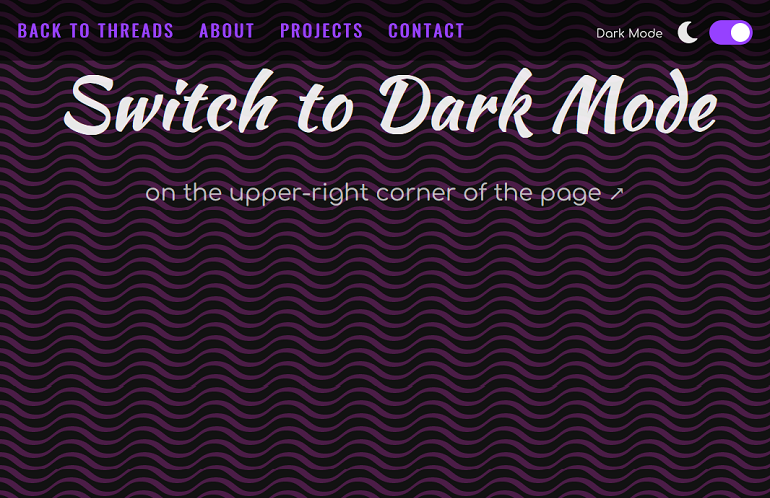 BACK TO THREADS ABOUT PROJECTS CONTACT Dark Mode
Switch to Dark Mode
on the upper-right corner of the page ↗